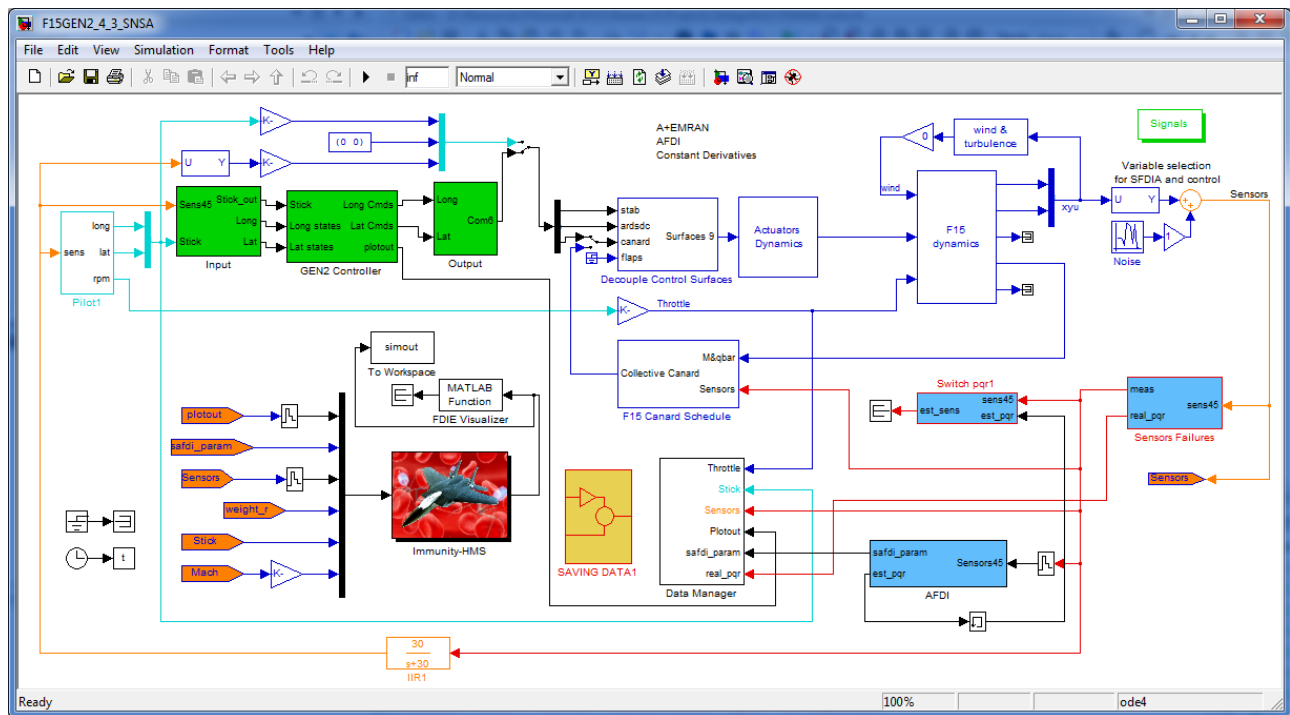 F15GEN2_4_3_SNSA
File Edit View Simulation Format Tools Help
inf Normal
K-
(0 0)
U Y
K-
A+EMRAN
AFDI
Constant Derivatives
0
wind &
turbulence
Signals
wind
Variable selection
for SFDIA and control
Sensors
U Y
xyu
1
Noise
sens
long
lat
rpm
Pilot1
Sens45
Stick
Stick_out
Long
Lat
Input
Stick
Long states
Lat states
Long Cmds
Lat Cmds
plotout
GEN2 Controller
Long
Lat
Com6
Output
stab
ardsdc
canard
flaps
Surfaces 9
Decouple Control Surfaces
Actuators
Dynamics
F15
dynamics
K-
Throttle
simout
To Workspace
MATLAB
Function
FDIE Visualizer
Collective Canard
M&qbar
Sensors
F15 Canard Schedule
Switch pqr1
est_sens
sens45
est_pqr
meas
real_pqr
sens45
Sensors Failures
Sensors
plotout
safdi_param
Sensors
weight_r
Stick
Mach
K-
t
Immunity-HMS
SAVING DATA1
Throttle
Stick
Sensors
Plotout
safdi_param
real_pqr
Data Manager
safdi_param
est_pqr
Sensors45
AFDI
30
s+30
IIR1
Ready 100% ode4